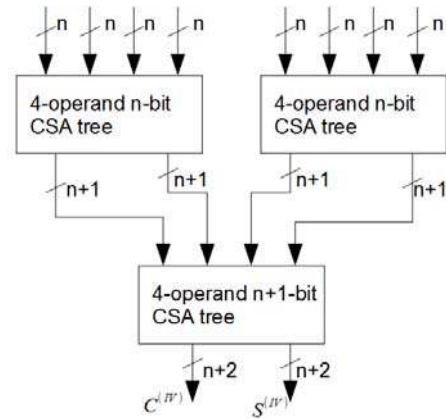 n n n n n n n n
4-operand n-bit
CSA tree
4-operand n-bit
CSA tree
n+1 n+1 n+1 n+1
4-operand n+1-bit
CSA tree
n+2 n+2
C(IV) S(IV)